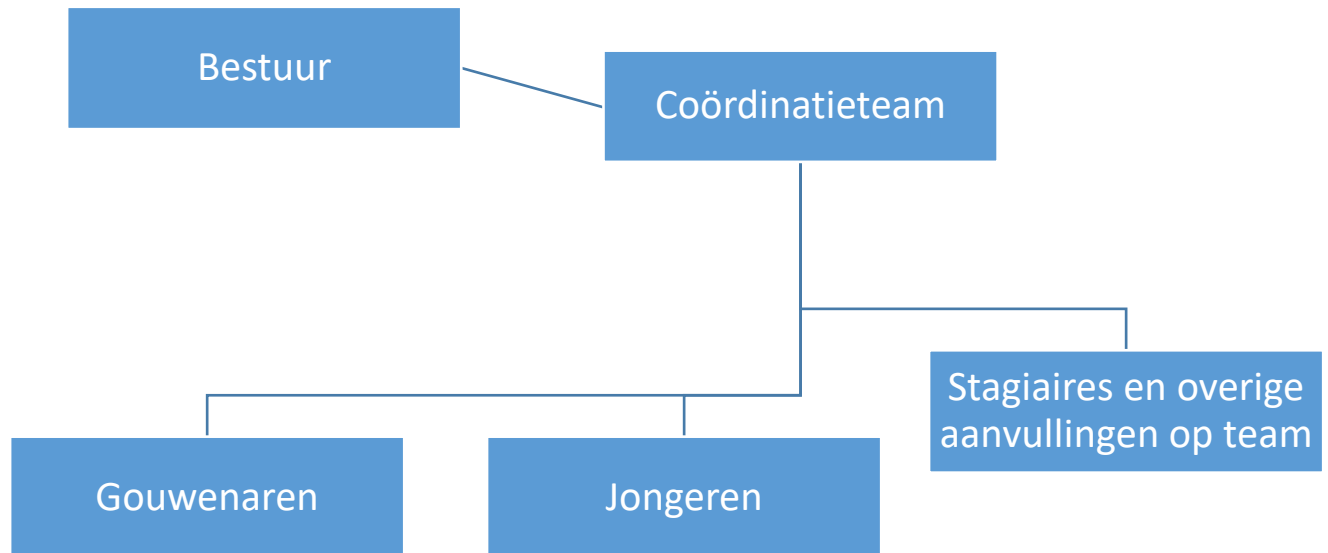 Bestuur
Coördinatieteam
Stagiaires en overige
aanvullingen op team
Gouwenaren
Jongeren